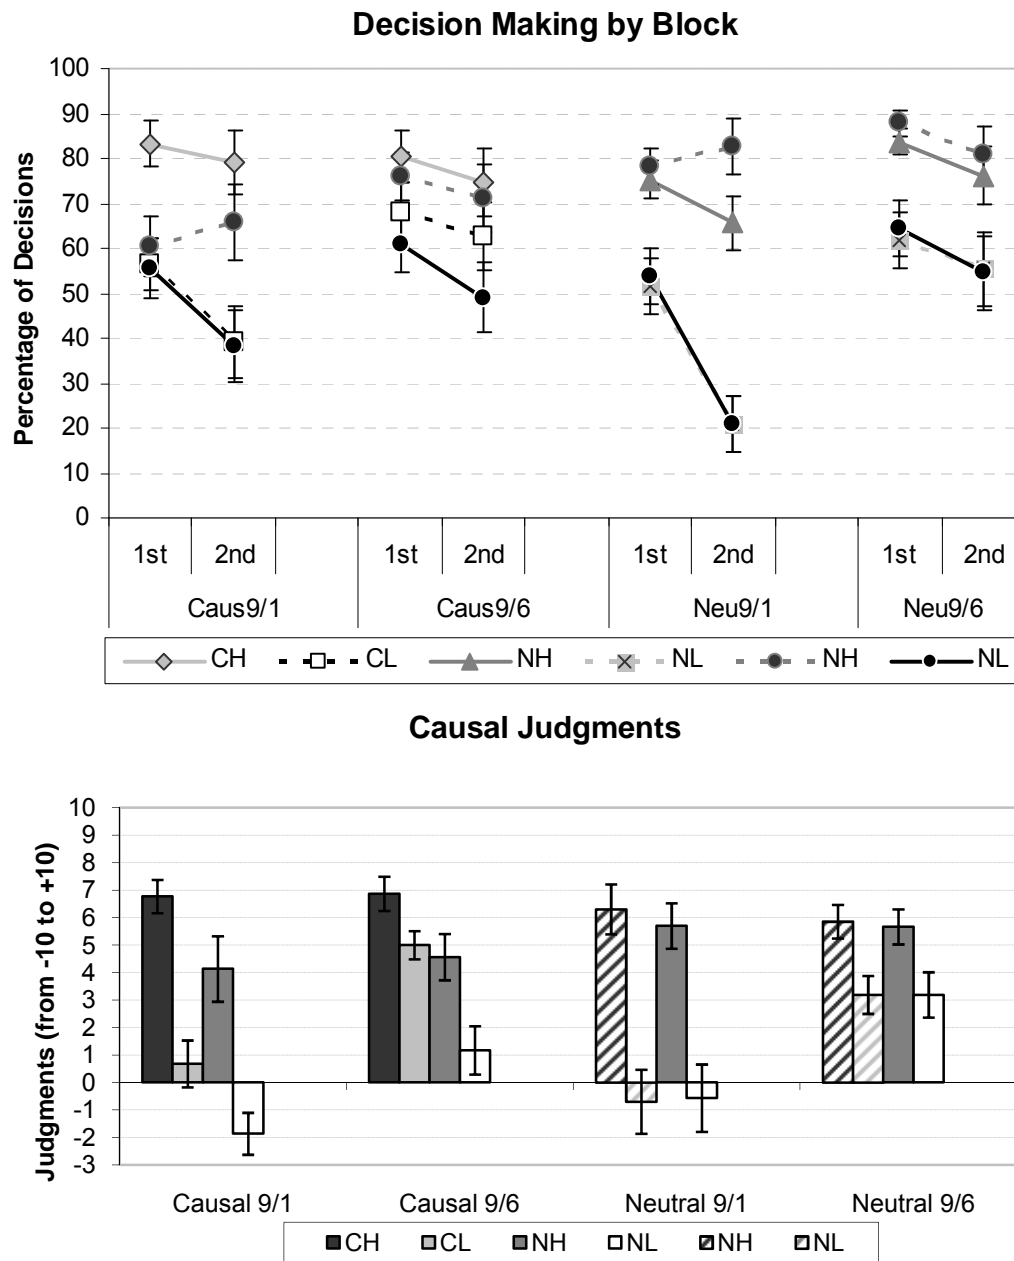 Decision Making by Block
Percentage of Decisions
100
90
80
70
60
50
40
30
20
10
0
1st 2nd 1st 2nd 1st 2nd 1st 2nd
Caus9/1 Caus9/6 Neu9/1 Neu9/6
CH CL NH NL NH NL
Causal Judgments
Judgments (from -10 to +10)
10
9
8
7
6
5
4
3
2
1
0
-1
-2
-3
Causal 9/1 Causal 9/6 Neutral 9/1 Neutral 9/6
CH CL NH NL NH NL